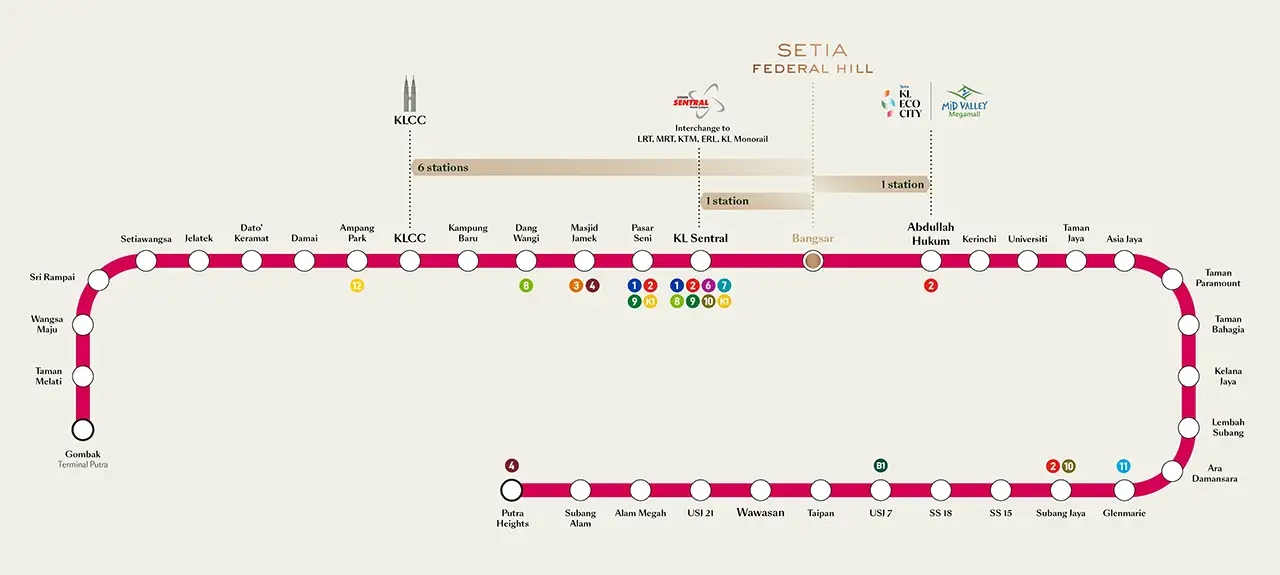 SETIA
FEDERAL HILL
KLCC
SENTRAL
Interchange to
LRT, MRT, KTM, ERL, KL Monorail
Setia
KL
ECO
CITY
MID VALLEY
Megamall
6 stations
1 station
1 station
Setiawangsa
Jelatek
Dato'
Keramat
Damai
Ampang
Park
KLCC
Kampung
Baru
Dang
Wangi
Masjid
Jamek
Pasar
Seni
KL Sentral
Bangsar
Abdullah
Hukum
Kerinchi
Universiti
Taman
Jaya
Asia Jaya
12
8
3 4
1 2
9 K1
1 2 6 7
8 9 10 K1
2
Sri Rampai
Wangsa
Maju
Taman
Melati
Gombak
Terminal Putra
Taman
Paramount
Taman
Bahagia
Kelana
Jaya
Lembah
Subang
Ara
Damansara
4
B1
2 10
11
Putra
Heights
Subang
Alam
Alam Megah
USJ 21
Wawasan
Taipan
USJ 7
SS 18
SS 15
Subang Jaya
Glenmarie